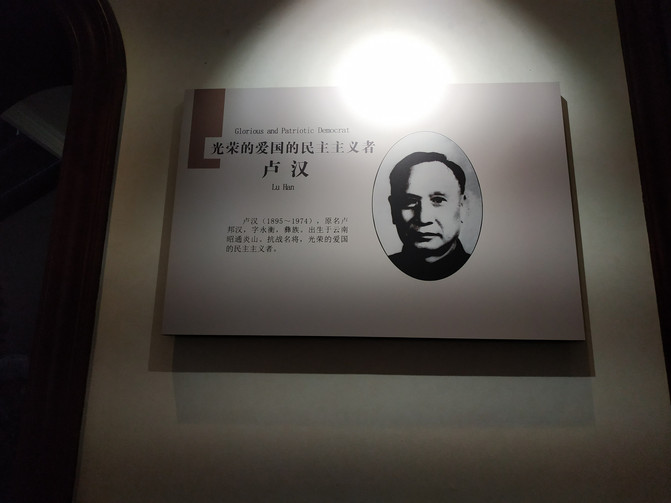 Glorious and Patriotic Democrat
光荣的爱国的民主主义者
卢汉
Lu Han
卢汉（1895～1974），原名卢
邦汉，字永衡，彝族，出生于云南
昭通炎山，抗战名将，光荣的爱国
的民主主义者。